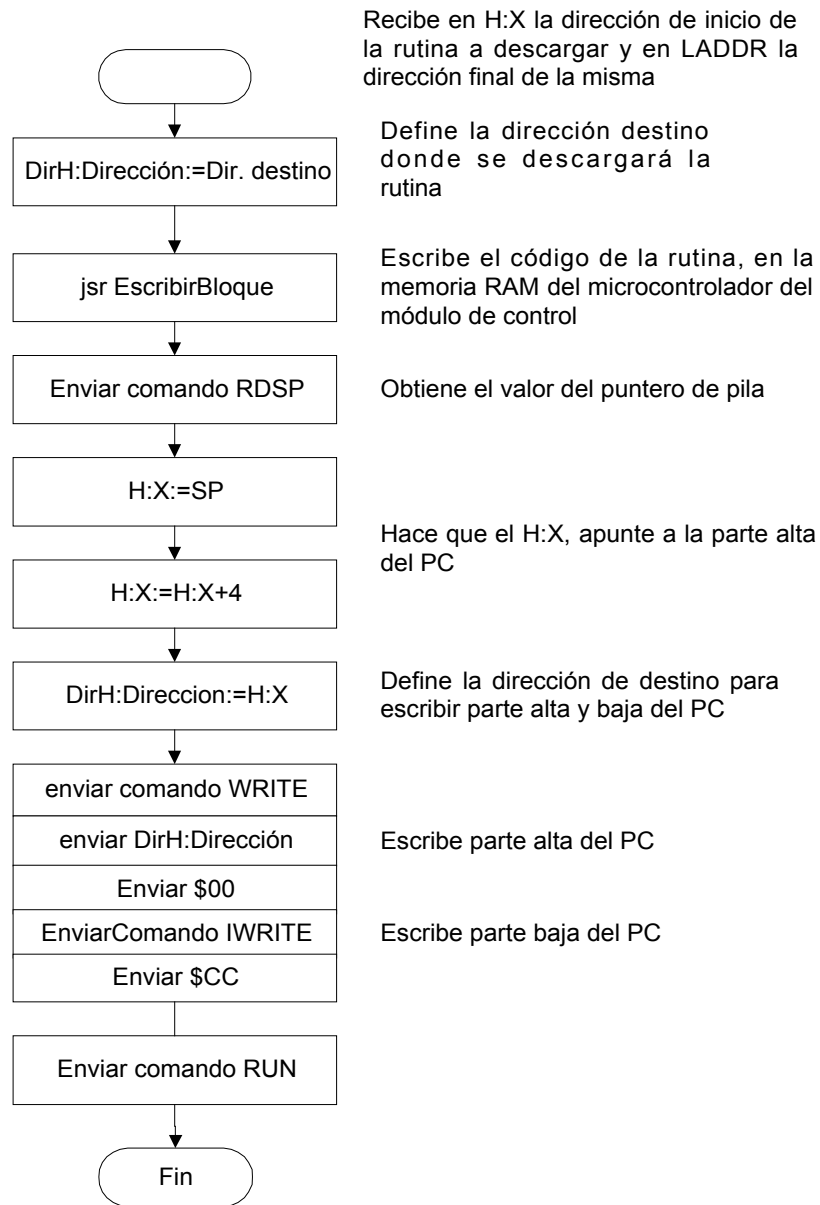 Recibe en H:X la dirección de inicio de
la rutina a descargar y en LADDR la
dirección final de la misma
DirH:Dirección:=Dir. destino
Define la dirección destino
donde se descargará la
rutina
jsr EscribirBloque
Escribe el código de la rutina, en la
memoria RAM del microcontrolador del
módulo de control
Enviar comando RDSP
Obtiene el valor del puntero de pila
H:X:=SP
Hace que el H:X, apunte a la parte alta
del PC
H:X:=H:X+4
DirH:Direccion:=H:X
Define la dirección de destino para
escribir parte alta y baja del PC
enviar comando WRITE
enviar DirH:Dirección
Escribe parte alta del PC
Enviar $00
EnviarComando IWRITE
Escribe parte baja del PC
Enviar $CC
Enviar comando RUN
Fin